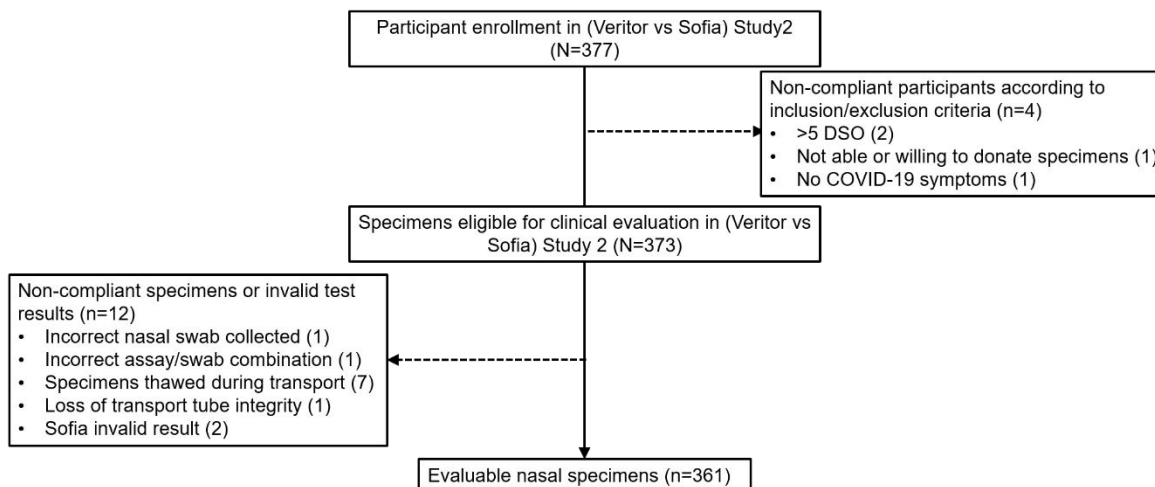 Participant enrollment in (Veritor vs Sofia) Study2
(N=377)
Non-compliant participants according to
inclusion/exclusion criteria (n=4)
• >5 DSO (2)
• Not able or willing to donate specimens (1)
• No COVID-19 symptoms (1)
Specimens eligible for clinical evaluation in (Veritor vs
Sofia) Study 2 (N=373)
Non-compliant specimens or invalid test
results (n=12)
• Incorrect nasal swab collected (1)
• Incorrect assay/swab combination (1)
• Specimens thawed during transport (7)
• Loss of transport tube integrity (1)
• Sofia invalid result (2)
Evaluable nasal specimens (n=361)